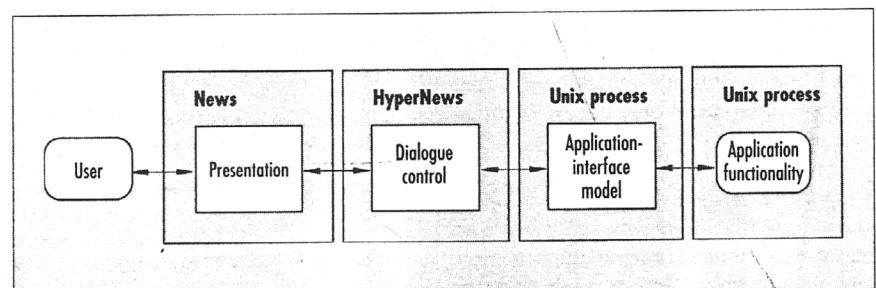 News
HyperNews
Unix process
Unix process
User
Presentation
Dialogue
control
Application-
interface
model
Application
functionality